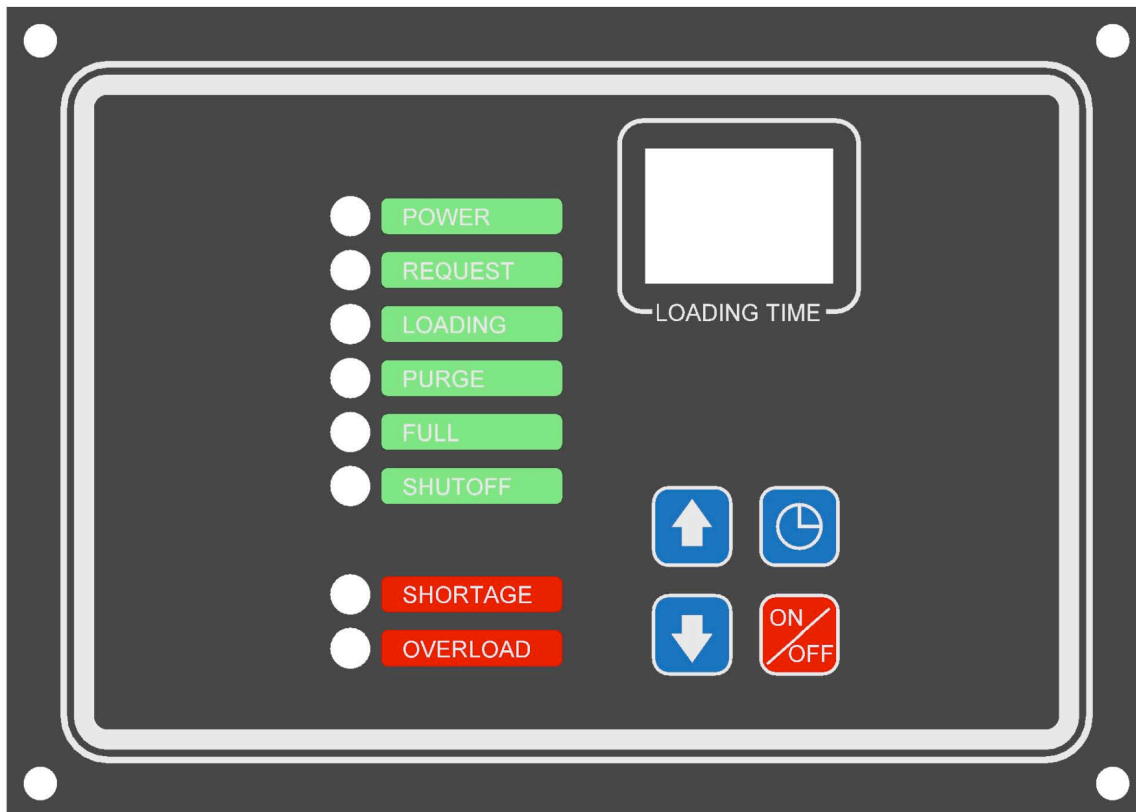 POWER
REQUEST
LOADING
PURGE
FULL
SHUTOFF
SHORTAGE
OVERLOAD
LOADING TIME
ON
OFF